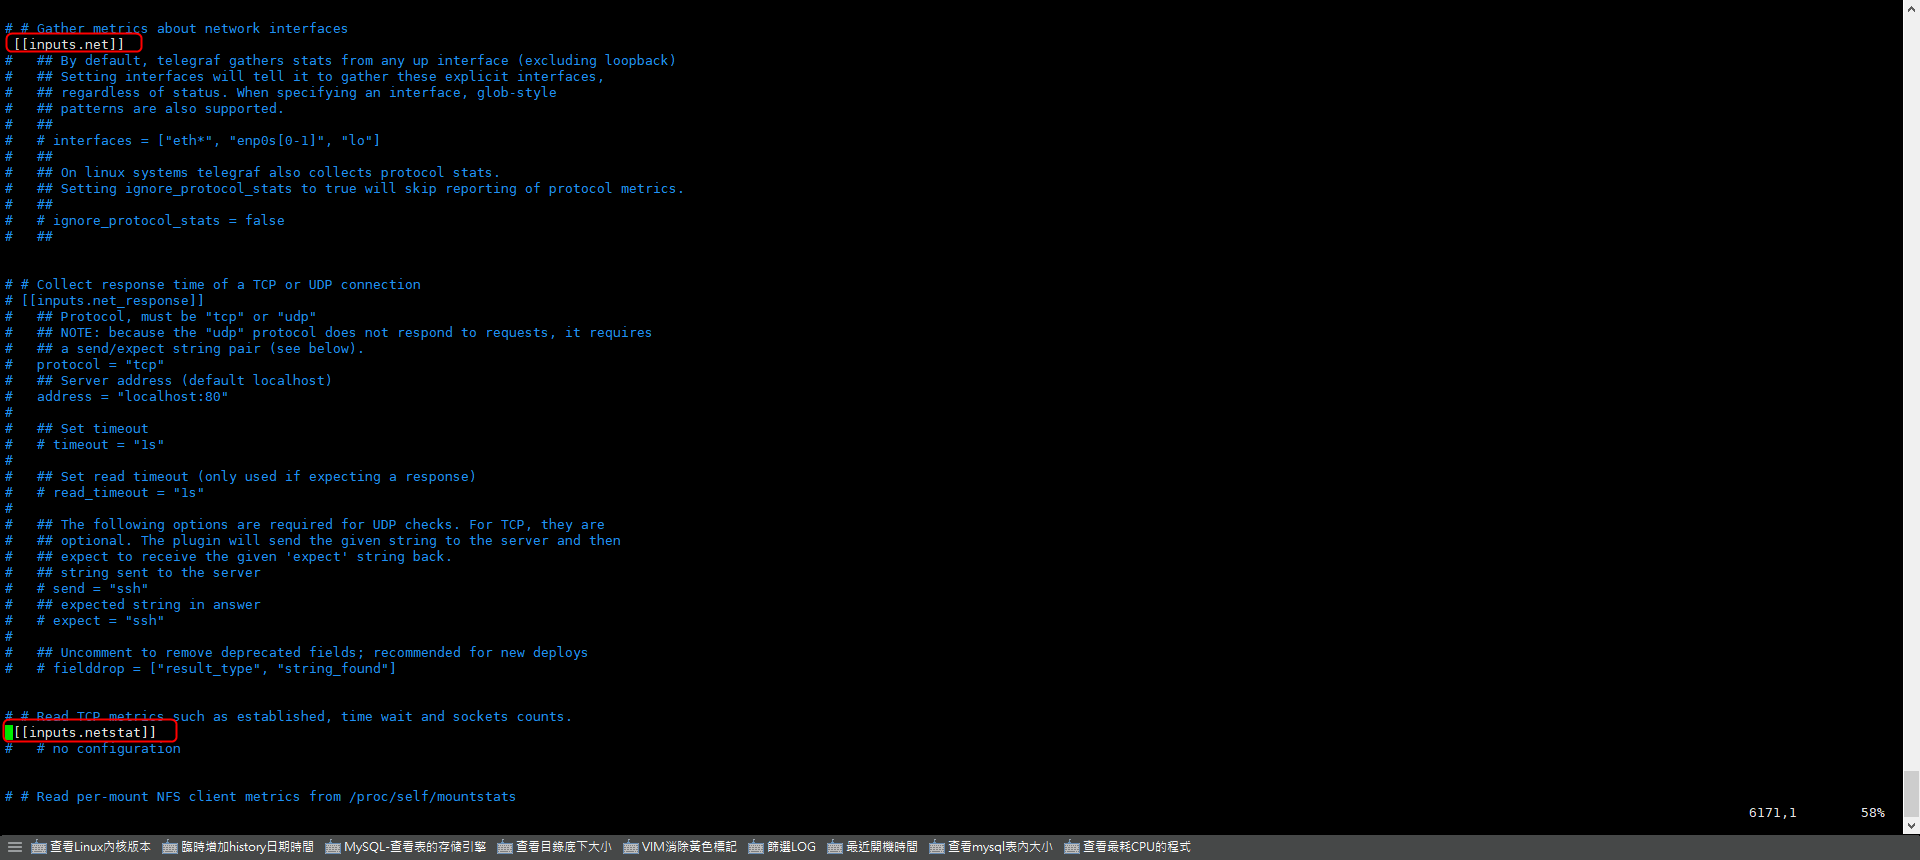 # # Gather metrics about network interfaces
[[inputs.net]]
#   ## By default, telegraf gathers stats from any up interface (excluding loopback)
#   ## Setting interfaces will tell it to gather these explicit interfaces,
#   ## regardless of status. When specifying an interface, glob-style
#   ## patterns are also supported.
#   ##
#   # interfaces = ["eth*", "enp0s[0-1]", "lo"]
#   ##
#   ## On linux systems telegraf also collects protocol stats.
#   ## Setting ignore_protocol_stats to true will skip reporting of protocol metrics.
#   ##
#   # ignore_protocol_stats = false
#   ##
# # Collect response time of a TCP or UDP connection
# [[inputs.net_response]]
#   ## Protocol, must be "tcp" or "udp"
#   ## NOTE: because the "udp" protocol does not respond to requests, it requires
#   ## a send/expect string pair (see below).
#   protocol = "tcp"
#   ## Server address (default localhost)
#   address = "localhost:80"
#
#   ## Set timeout
#   # timeout = "1s"
#
#   ## Set read timeout (only used if expecting a response)
#   # read_timeout = "1s"
#
#   ## The following options are required for UDP checks. For TCP, they are
#   ## optional. The plugin will send the given string to the server and then
#   ## expect to receive the given 'expect' string back.
#   ## string sent to the server
#   # send = "ssh"
#   ## expected string in answer
#   # expect = "ssh"
#
#   ## Uncomment to remove deprecated fields; recommended for new deploys
#   # fielddrop = ["result_type", "string_found"]
# # Read TCP metrics such as established, time wait and sockets counts.
[[inputs.netstat]]
#   # no configuration
# # Read per-mount NFS client metrics from /proc/self/mountstats
6171,1 58%
查看Linux內核版本 臨時增加history日期時間 MySQL-查看表的存儲引擎 查看目錄底下大小 VIM消除黃色標記 篩選LOG 最近開機時間 查看mysql表內大小 查看最耗CPU的程式